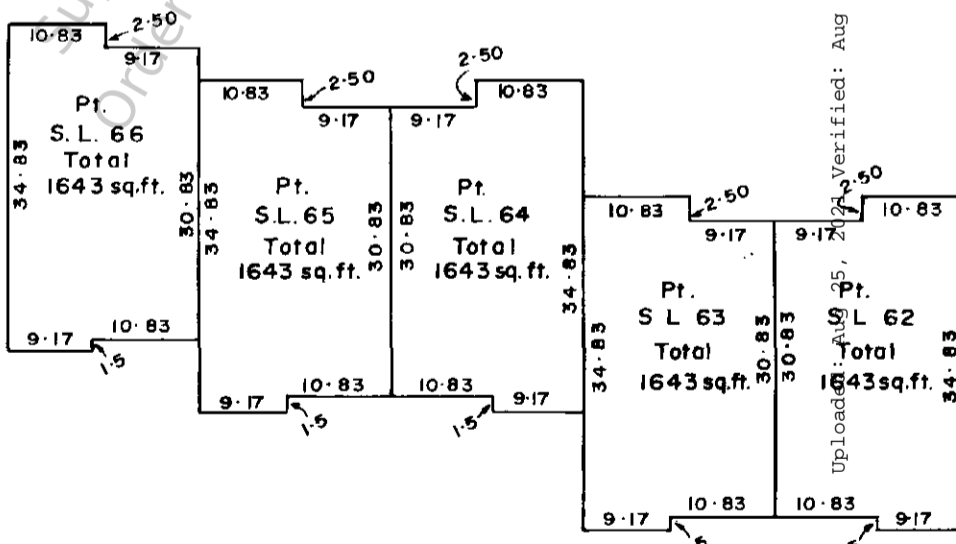 10.83
2.50
9.17
Pt.
S.L. 66
Total
1643 sq.ft.
34.83
30.83
9.17
10.83
1.5
10.83
2.50
9.17
Pt.
S.L. 65
Total
1643 sq.ft.
34.83
30.83
9.17
10.83
1.5
2.50
9.17
10.83
Pt.
S.L. 64
Total
1643 sq.ft.
30.83
34.83
10.83
9.17
1.5
10.83
2.50
9.17
Pt.
S L 63
Total
1643 sq.ft.
34.83
30.83
9.17
10.83
2.50
9.17
10.83
Pt.
S L 62
Total
1643 sq.ft.
30.83
34.83
10.83
9.17
Uploaded: Aug 25, 2021 Verified: Aug
Order